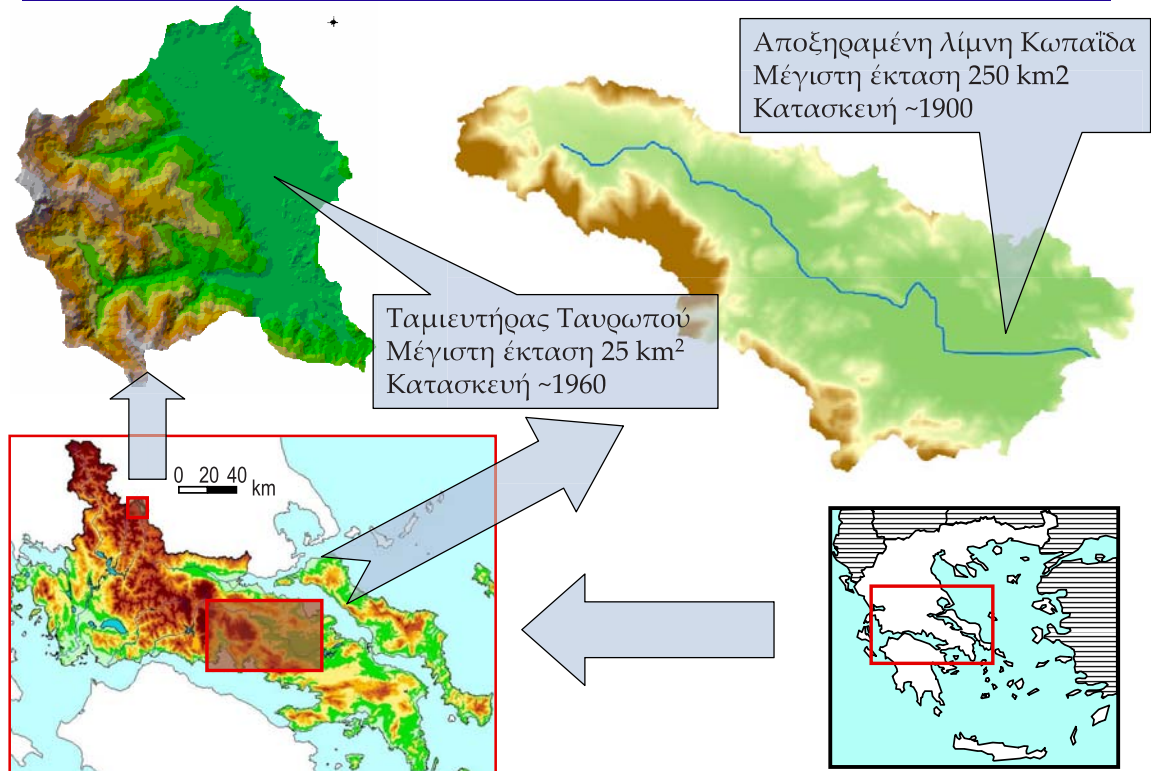 Αποξηραμένη λίμνη Κωπαΐδα
Μέγιστη έκταση 250 km2
Κατασκευή ~1900
Ταμιευτήρας Ταυρωπού
Μέγιστη έκταση 25 km²
Κατασκευή ~1960
0 20 40
km